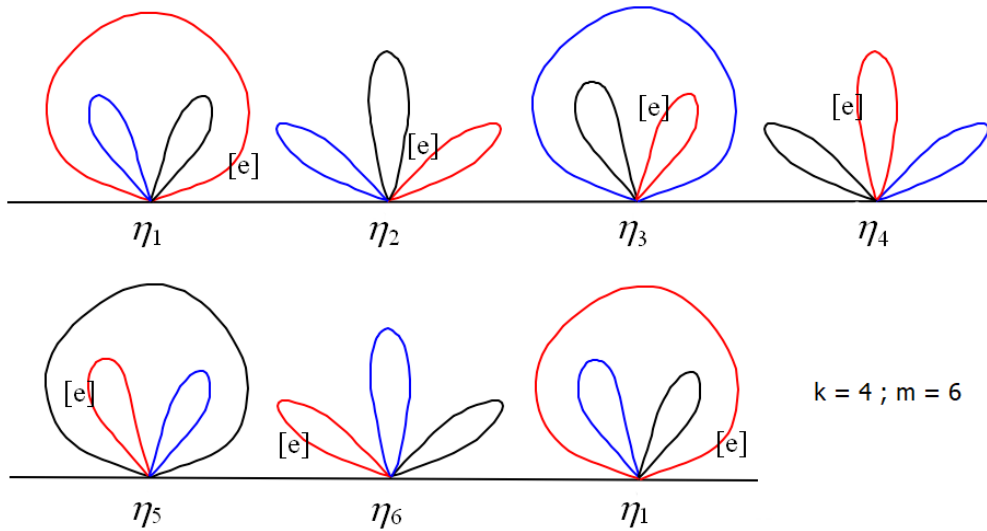 [e] [e] [e] [e]
η1 η2 η3 η4
[e] [e] [e] k = 4 ; m = 6
η5 η6 η1